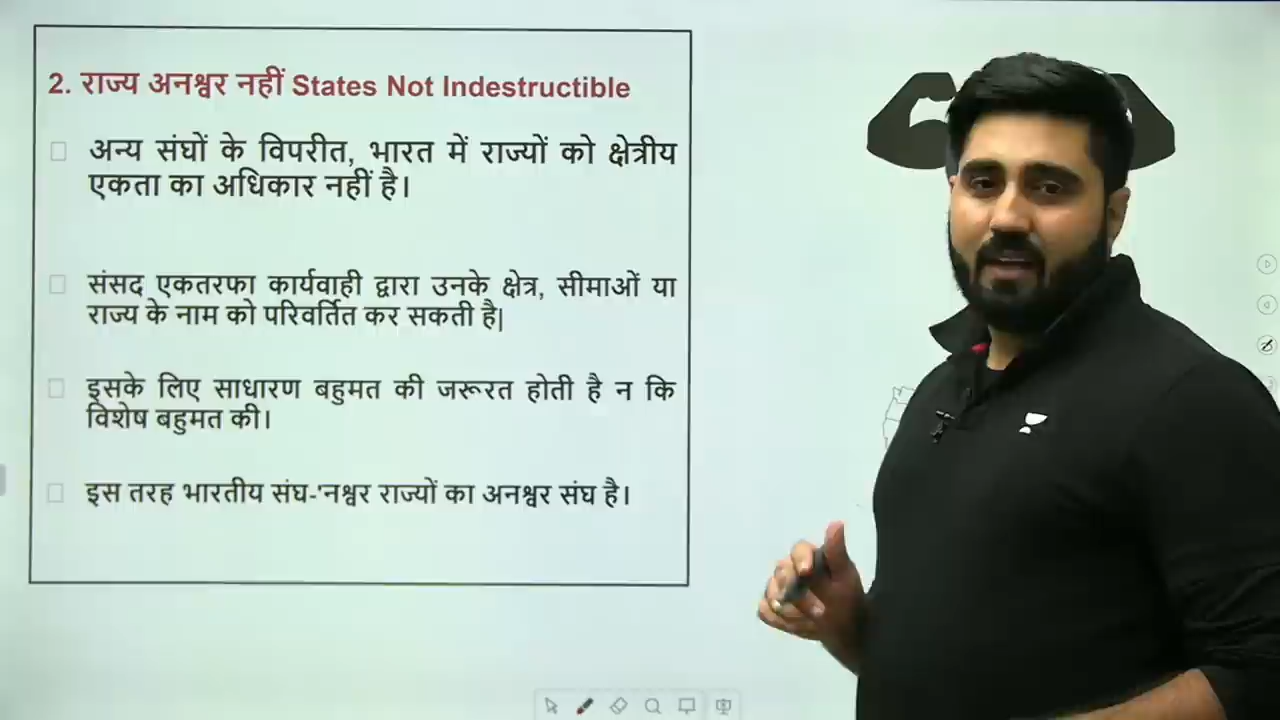 2. राज्य अनश्वर नहीं States Not Indestructible
अन्य संघों के विपरीत, भारत में राज्यों को क्षेत्रीय
एकता का अधिकार नहीं है।
संसद एकतरफा कार्यवाही द्वारा उनके क्षेत्र, सीमाओं या
राज्य के नाम को परिवर्तित कर सकती है|
इसके लिए साधारण बहुमत की जरूरत होती है न कि
विशेष बहुमत की।
इस तरह भारतीय संघ-'नश्वर राज्यों का अनश्वर संघ है।